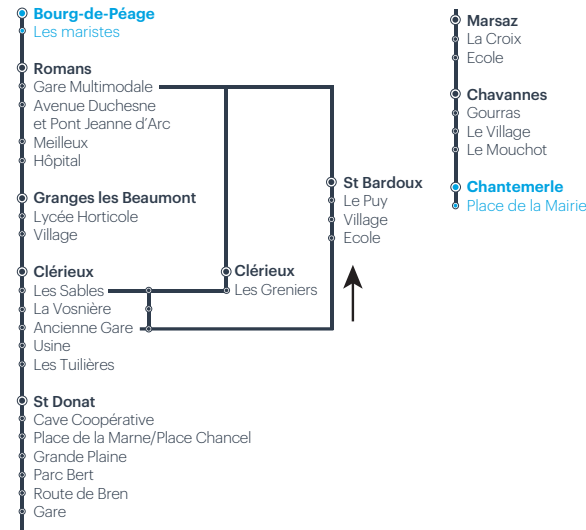 Bourg-de-Péage
Les maristes
Romans
Gare Multimodale
Avenue Duchesne
et Pont Jeanne d'Arc
Meilleux
Hôpital
Granges les Beaumont
Lycée Horticole
Village
Clérieux
Les Sables
La Vosnière
Ancienne Gare
Usine
Les Tuilières
St Donat
Cave Coopérative
Place de la Marne/Place Chancel
Grande Plaine
Parc Bert
Route de Bren
Gare
Clérieux
Les Greniers
St Bardoux
Le Puy
Village
Ecole
Marsaz
La Croix
Ecole
Chavannes
Gourras
Le Village
Le Mouchot
Chantemerle
Place de la Mairie